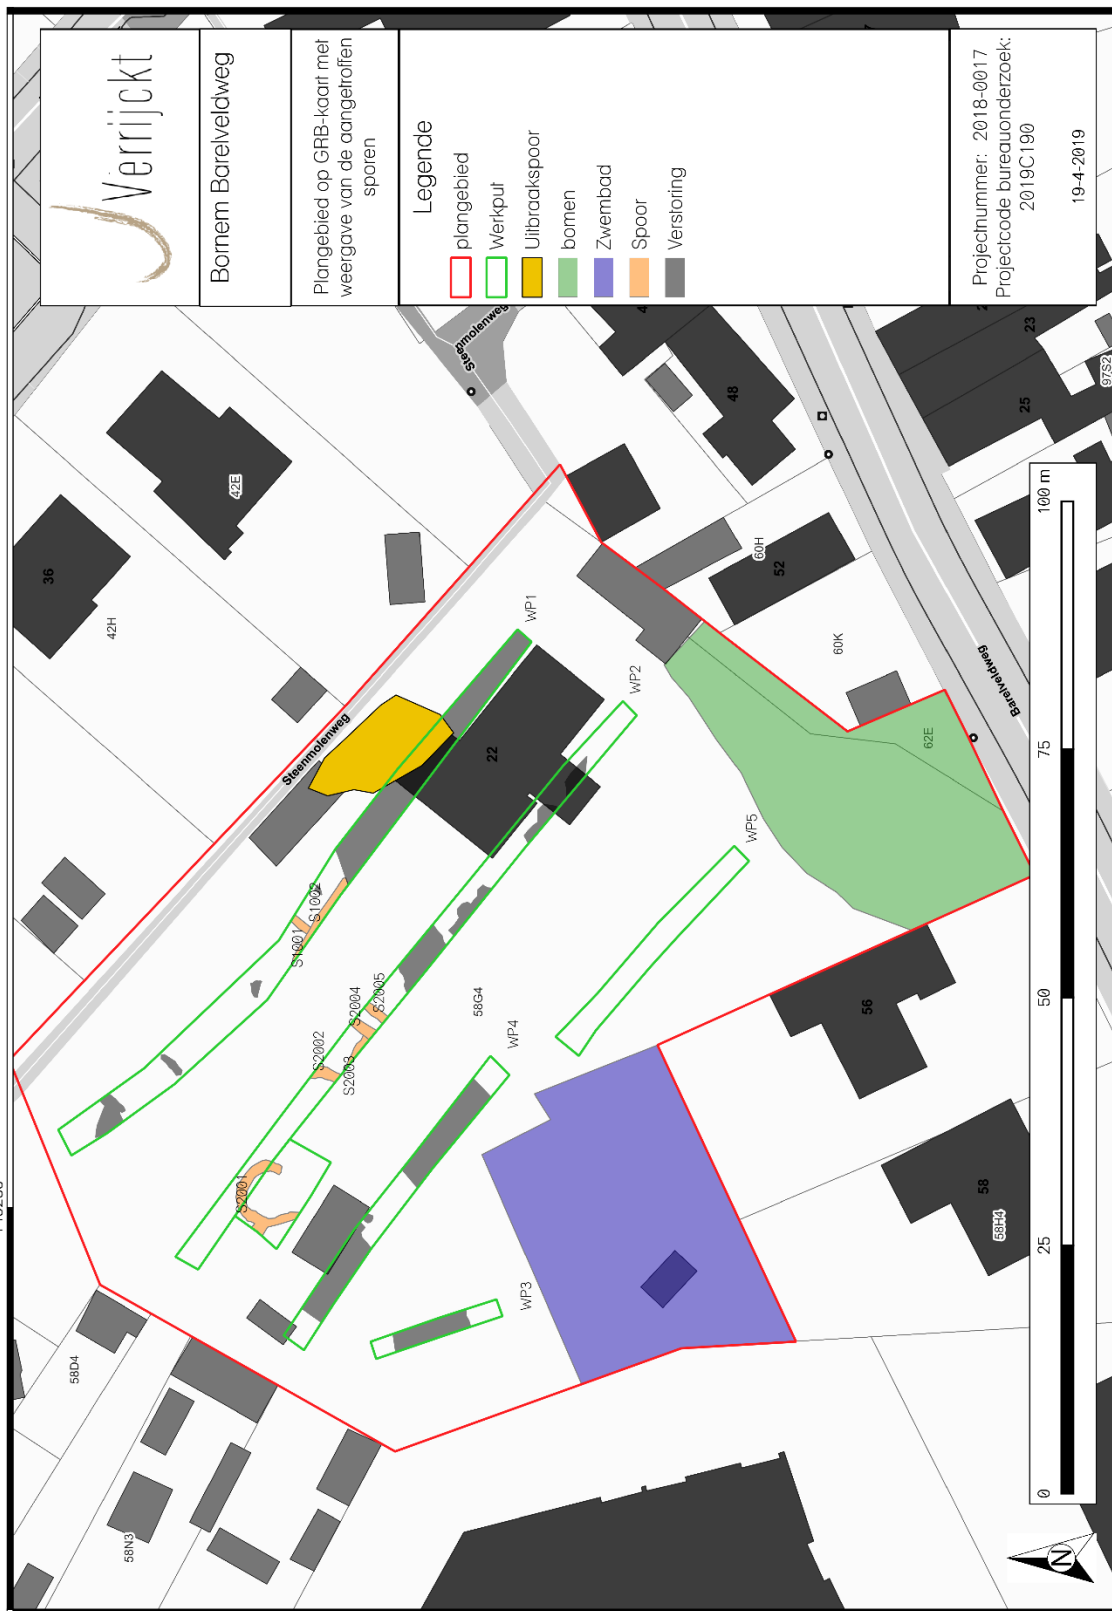 Verrijckt
Bornem Barelveldweg
Plangebied op GRB-kaart met
weergave van de aangetroffen
sporen
Legende
plangebied
Werkput
Uitbraakspoor
bomen
Zwembad
Spoor
Verstoring
Projectnummer: 2018-0017
Projectcode bureauonderzoek:
2019C190
19-4-2019
Steenmolenweg
Steenmolenweg
Barelveldweg
36
42H
42E
48
23
25
97S2
60H
52
60K
62E
22
WP1
WP2
WP5
WP4
WP3
S1001
S1002
S2001
S2002
S2003
S2004
S2005
58G4
56
58
58H4
58D4
58N3
0
25
50
75
100 m
N